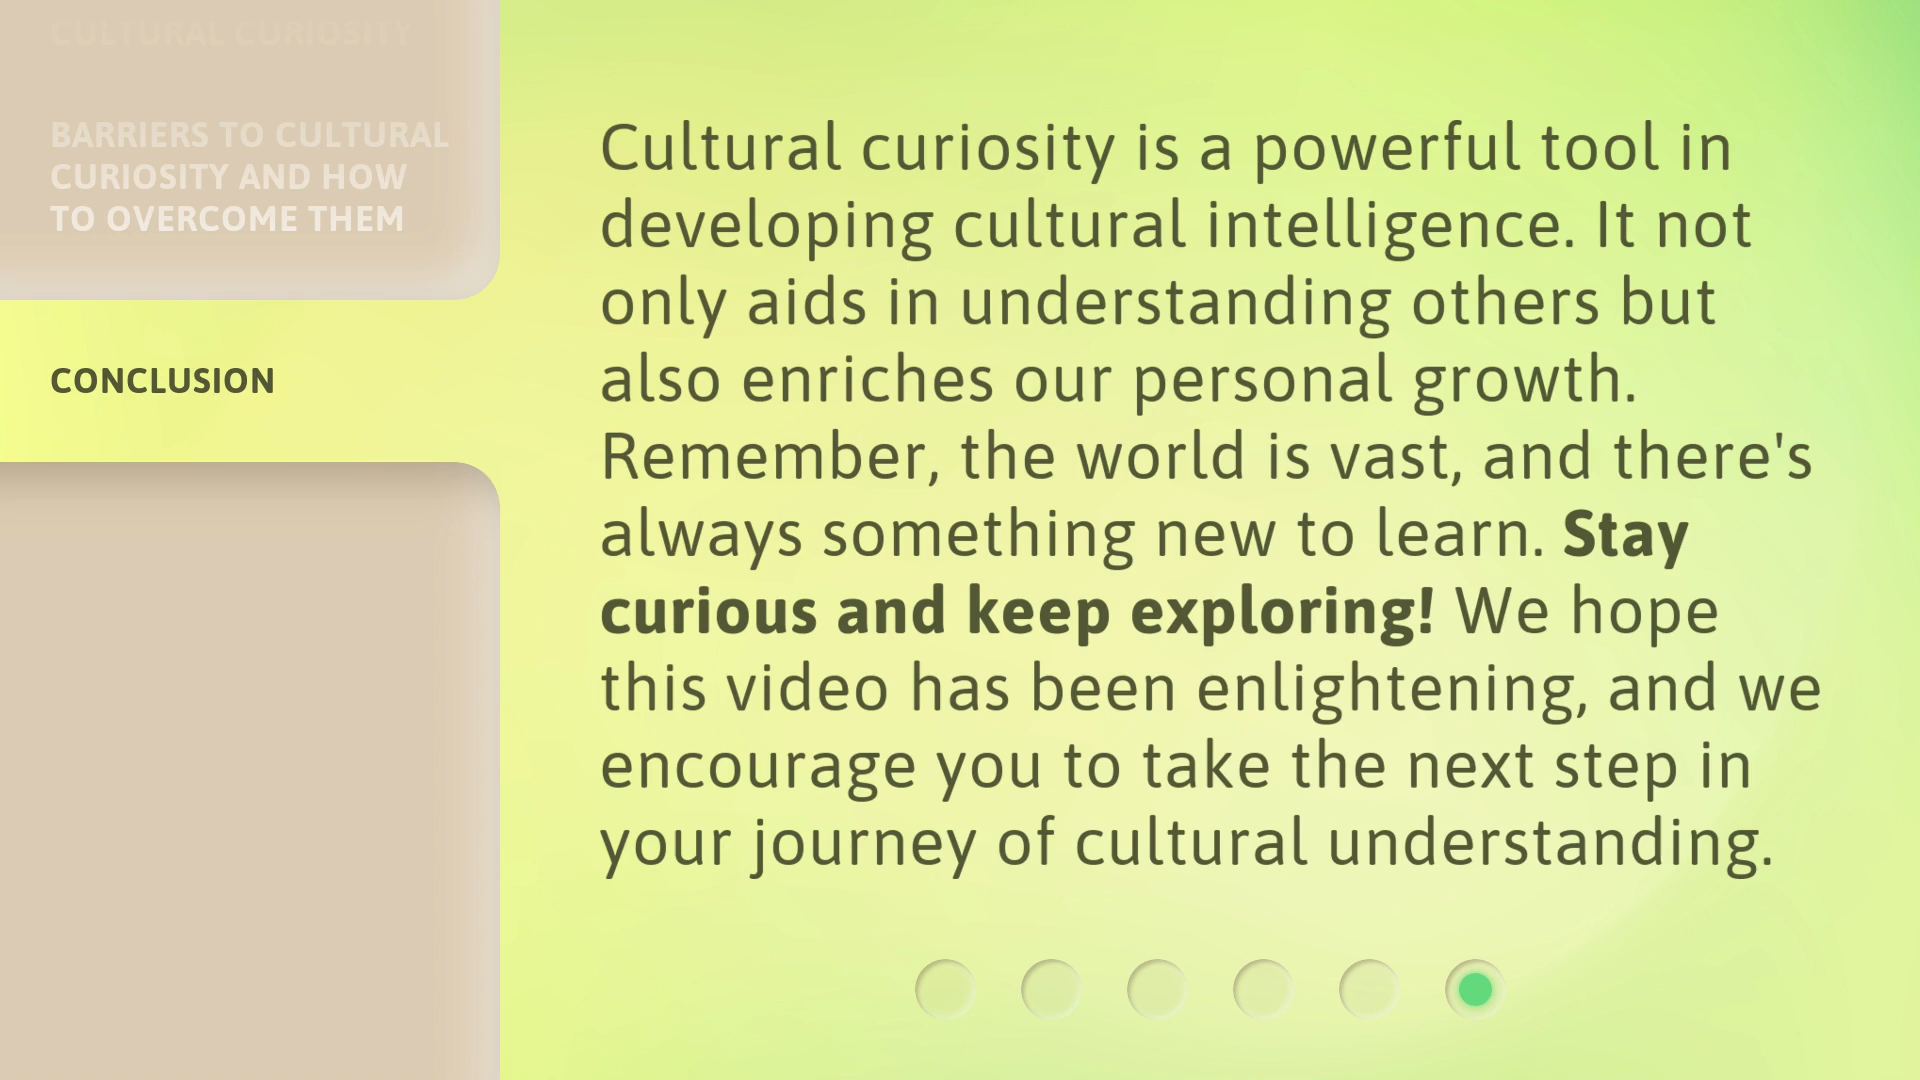 CULTURAL CURIOSITY
BARRIERS TO CULTURAL
CURIOSITY AND HOW
TO OVERCOME THEM
CONCLUSION
Cultural curiosity is a powerful tool in
developing cultural intelligence. It not
only aids in understanding others but
also enriches our personal growth.
Remember, the world is vast, and there's
always something new to learn. Stay
curious and keep exploring! We hope
this video has been enlightening, and we
encourage you to take the next step in
your journey of cultural understanding.